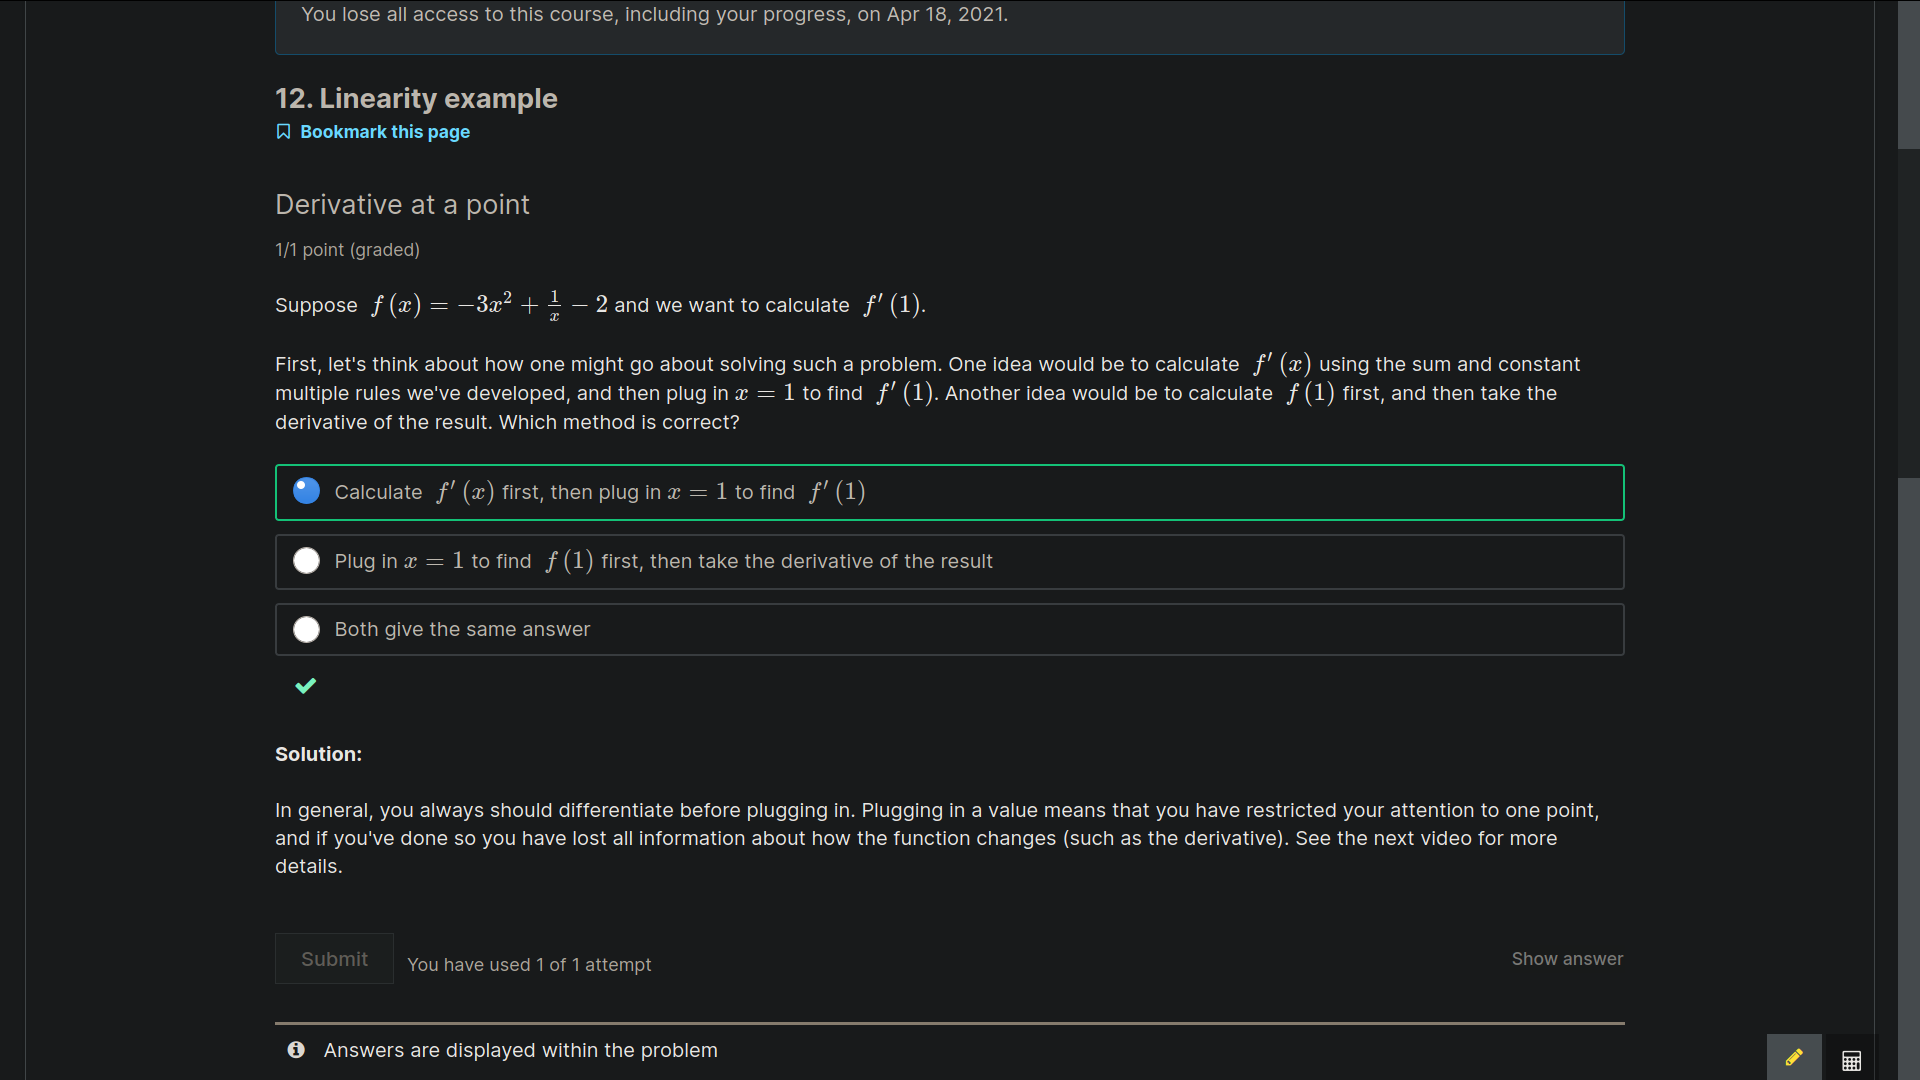 You lose all access to this course, including your progress, on Apr 18, 2021.
12. Linearity example
Bookmark this page
Derivative at a point
1/1 point (graded)
Suppose f (x) = −3x² + 1/x − 2 and we want to calculate f′ (1).
First, let's think about how one might go about solving such a problem. One idea would be to calculate f′ (x) using the sum and constant
multiple rules we've developed, and then plug in x = 1 to find f′ (1). Another idea would be to calculate f (1) first, and then take the
derivative of the result. Which method is correct?
Calculate f′ (x) first, then plug in x = 1 to find f′ (1)
Plug in x = 1 to find f (1) first, then take the derivative of the result
Both give the same answer
Solution:
In general, you always should differentiate before plugging in. Plugging in a value means that you have restricted your attention to one point,
and if you've done so you have lost all information about how the function changes (such as the derivative). See the next video for more
details.
Submit
You have used 1 of 1 attempt
Show answer
Answers are displayed within the problem